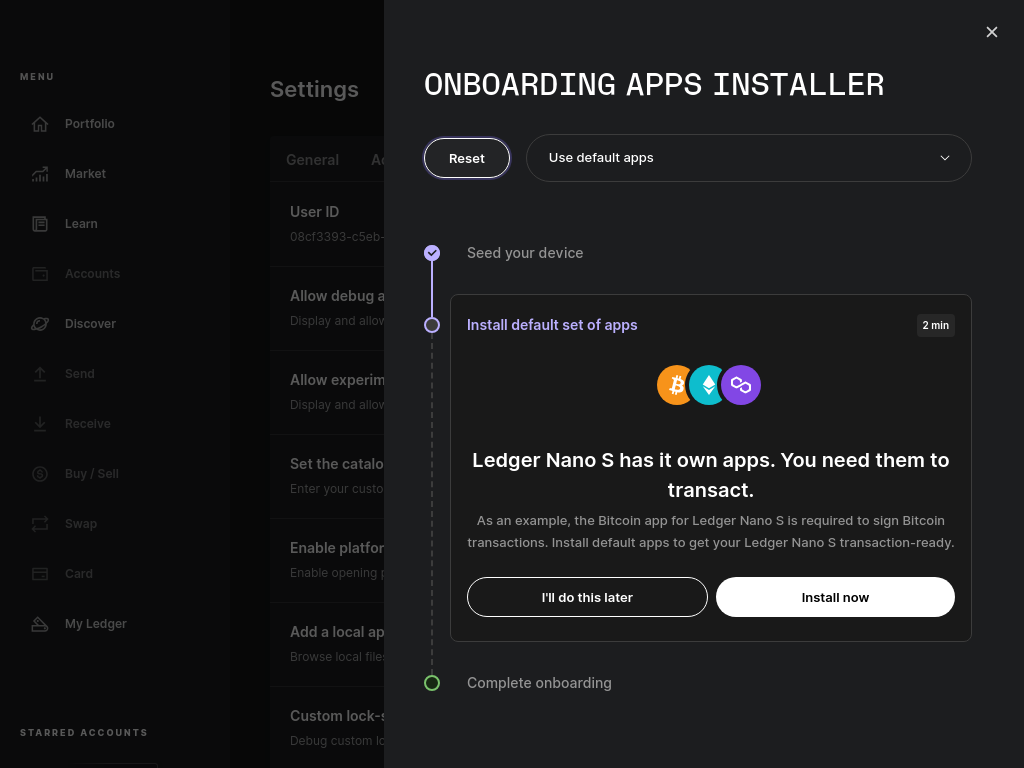 MENU
Portfolio
Market
Learn
Accounts
Discover
Send
Receive
Buy / Sell
Swap
Card
My Ledger
STARRED ACCOUNTS
Settings
General
User ID
08cf3393-c5eb-
Allow debug a
Display and allow
Allow experim
Display and allow
Set the catalo
Enter your custo
Enable platfor
Enable opening p
Add a local ap
Browse local files
Custom lock-s
Debug custom lo
ONBOARDING APPS INSTALLER
Reset
Use default apps
Seed your device
Install default set of apps
2 min
Ledger Nano S has it own apps. You need them to
transact.
As an example, the Bitcoin app for Ledger Nano S is required to sign Bitcoin
transactions. Install default apps to get your Ledger Nano S transaction-ready.
I'll do this later
Install now
Complete onboarding